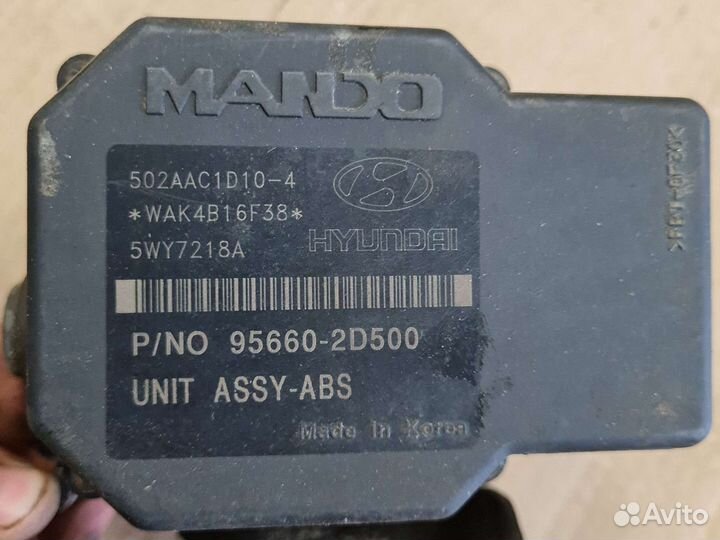 MANDO
502AAC1D10-4
*WAK4B16F38*
5WY7218A
HYUNDAI
P/NO 95660-2D500
UNIT ASSY-ABS
Made in Korea
Avito